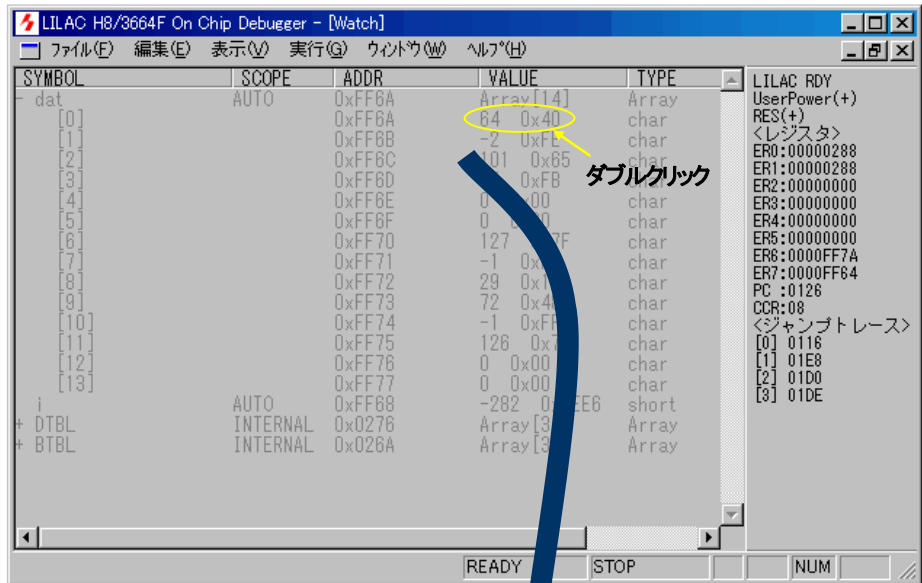 LILAC H8/3664F On Chip Debugger - [Watch]
ファイル(F) 編集(E) 表示(V) 実行(G) ウィンドウ(W) ヘルプ(H)
SYMBOL SCOPE ADDR VALUE TYPE
- dat AUTO 0xFF6A Array[14] Array
[0] 0xFF6A 64 0x40 char
[1] 0xFF6B -2 0xFE char
[2] 0xFF6C 101 0x65 char
[3] 0xFF6D 0xFB char
[4] 0xFF6E 0 char
[5] 0xFF6F 0 char
[6] 0xFF70 127 char
[7] 0xFF71 -1 char
[8] 0xFF72 29 char
[9] 0xFF73 72 char
[10] 0xFF74 -1 char
[11] 0xFF75 126 char
[12] 0xFF76 0 0x00 char
[13] 0xFF77 0 0x00 char
i AUTO 0xFF68 -282 short
+ DTBL INTERNAL 0x0276 Array
+ BTBL INTERNAL 0x026A Array
ダブルクリック
LILAC RDY
UserPower(+)
RES(+)
<レジスタ>
ER0:00000288
ER1:00000288
ER2:00000000
ER3:00000000
ER4:00000000
ER5:00000000
ER6:0000FF7A
ER7:0000FF64
PC :0126
CCR:08
<ジャンプトレース>
[0] 0116
[1] 01E8
[2] 01D0
[3] 01DE
READY STOP NUM